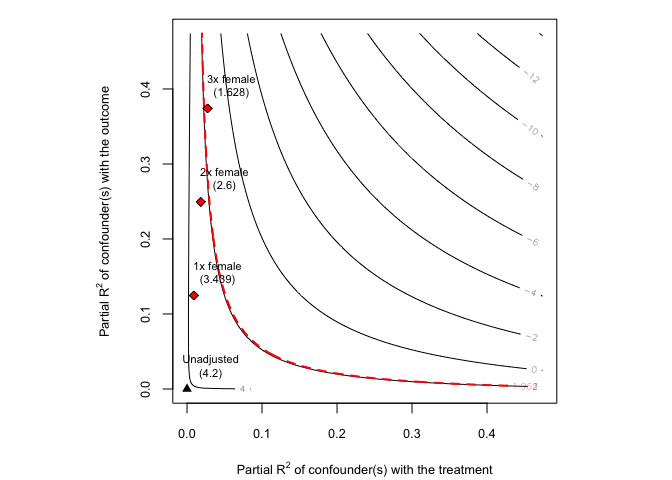 Partial R2 of confounder(s) with the outcome
0.4
0.3
0.2
0.1
0.0
3x female
(1.628)
2x female
(2.6)
1x female
(3.439)
Unadjusted
(4.2)
-12
-10
-8
-6
-4
-2
0
4
0.0 0.1 0.2 0.3 0.4
Partial R2 of confounder(s) with the treatment